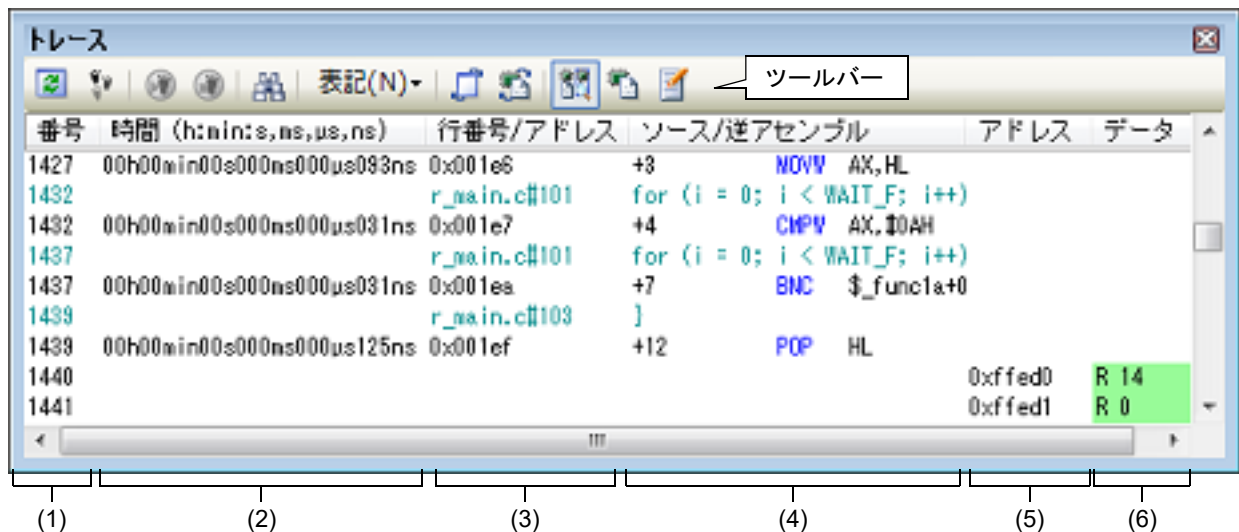 トレース
表記(N)
ツールバー
番号 時間 (h:min:s,ms,μs,ns) 行番号/アドレス ソース/逆アセンブル アドレス データ
1427 00h00min00s000ms000μs093ns 0x001e6 +3 MOVW AX,HL
1432 r_main.c#101 for (i = 0; i < WAIT_F; i++)
1432 00h00min00s000ms000μs031ns 0x001e7 +4 CMPW AX,#0AH
1437 r_main.c#101 for (i = 0; i < WAIT_F; i++)
1437 00h00min00s000ms000μs031ns 0x001ea +7 BNC $_func1a+0
1439 r_main.c#103 }
1439 00h00min00s000ms000μs125ns 0x001ef +12 POP HL
1440 0xffed0 R 14
1441 0xffed1 R 0
(1) (2) (3) (4) (5) (6)